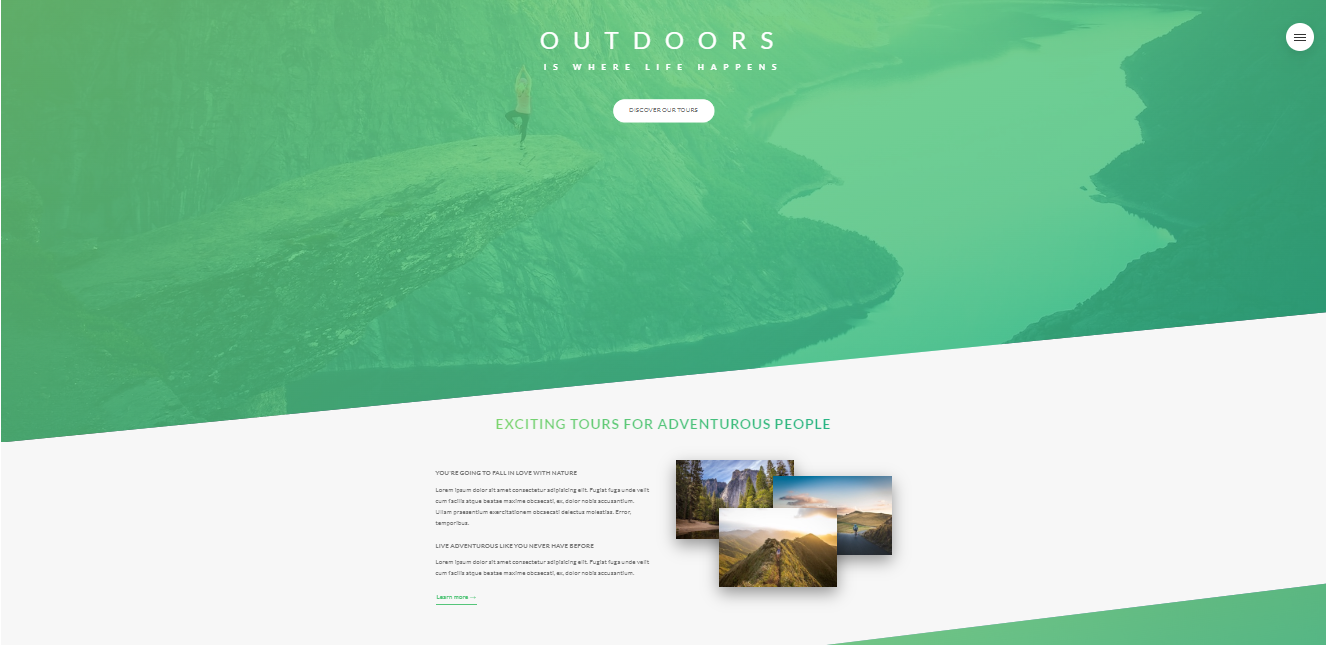 OUTDOORS
IS WHERE LIFE HAPPENS
DISCOVER OUR TOURS
EXCITING TOURS FOR ADVENTUROUS PEOPLE
YOU'RE GOING TO FALL IN LOVE WITH NATURE
Lorem ipsum dolor sit amet consectetur adipisicing elit. Fugiat fuga unde velit
cum facilis atque beatae maxime obcaecati, ex, dolor nobis accusantium.
Ullam praesentium exercitationem obcaecati delectus molestias. Error,
temporibus.
LIVE ADVENTUROUS LIKE YOU NEVER HAVE BEFORE
Lorem ipsum dolor sit amet consectetur adipisicing elit. Fugiat fuga unde velit
cum facilis atque beatae maxime obcaecati, ex, dolor nobis accusantium.
Learn more →